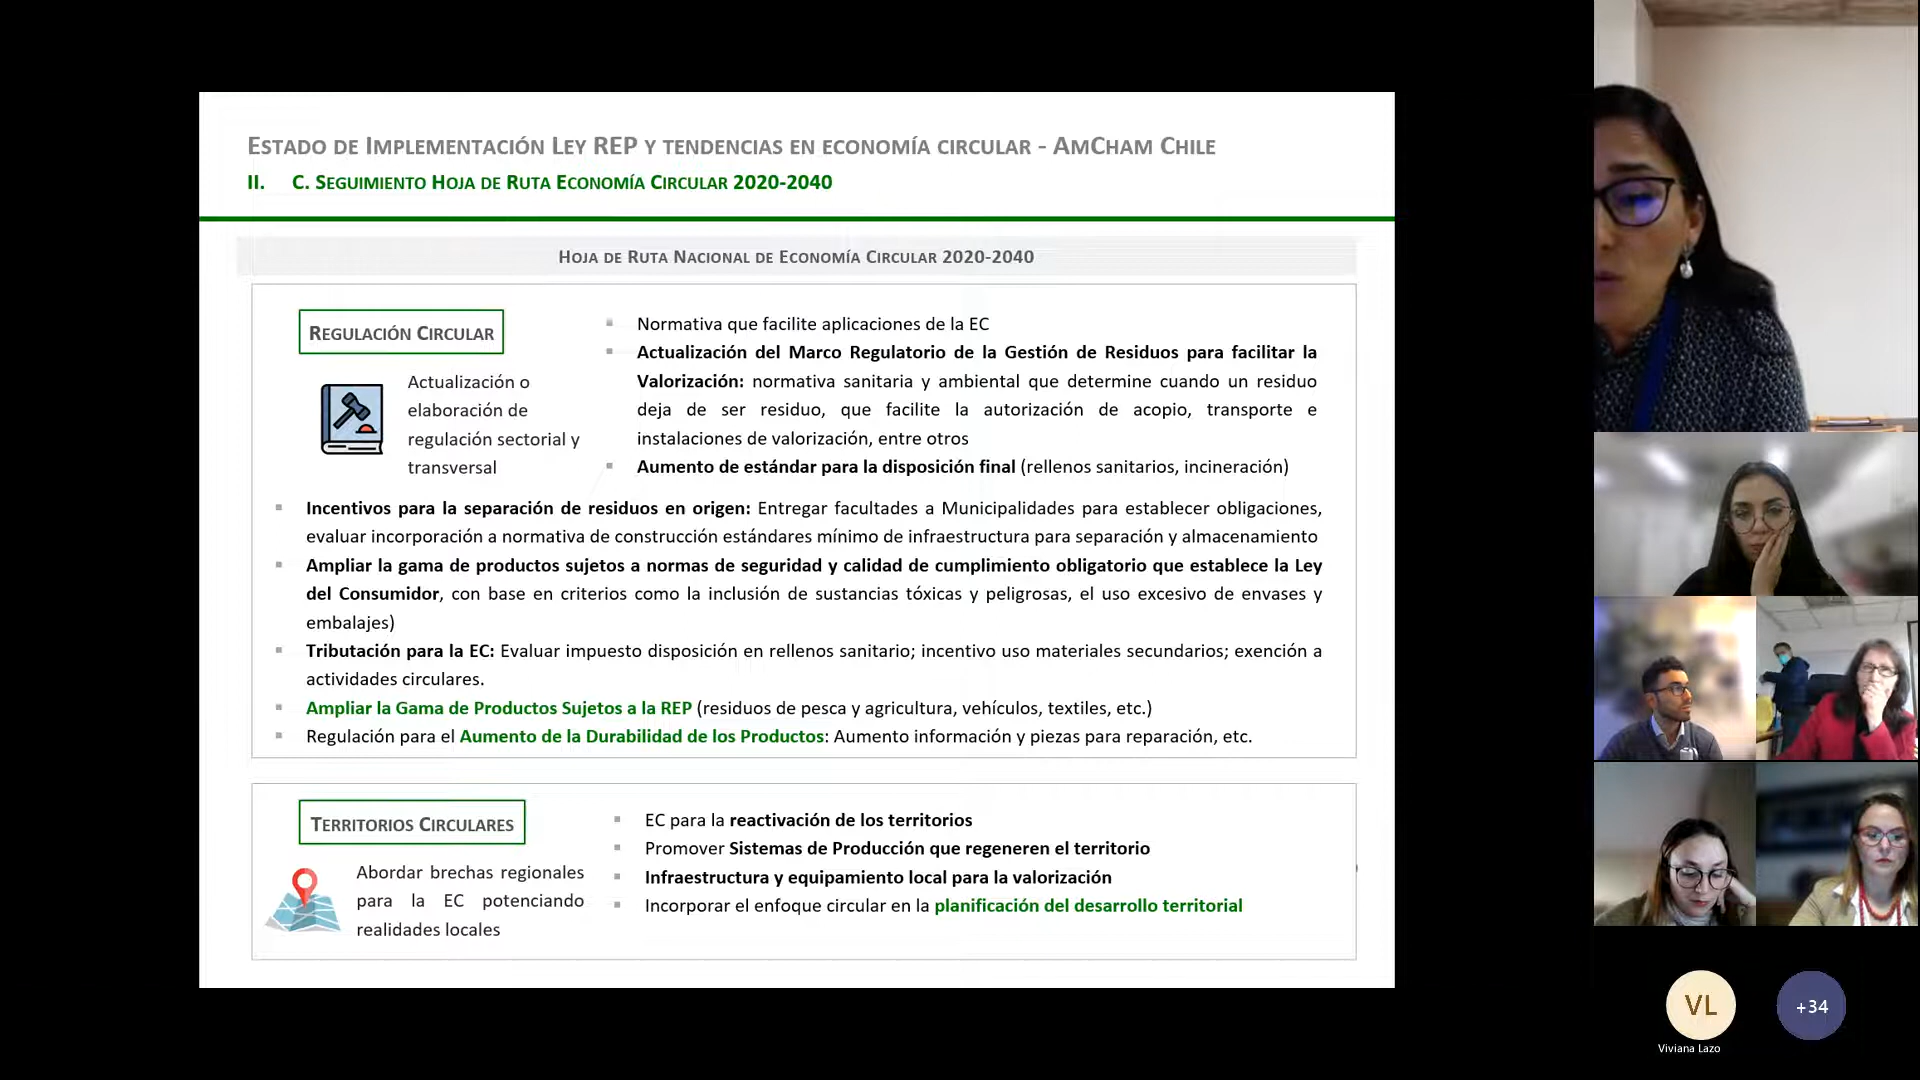 Estado de Implementación Ley REP y tendencias en economía circular - AmCham Chile
II. C. Seguimiento Hoja de Ruta Economía Circular 2020-2040
Hoja de Ruta Nacional de Economía Circular 2020-2040
Regulación Circular
Actualización o
elaboración de
regulación sectorial y
transversal
▪ Normativa que facilite aplicaciones de la EC
▪ Actualización del Marco Regulatorio de la Gestión de Residuos para facilitar la
Valorización: normativa sanitaria y ambiental que determine cuando un residuo
deja de ser residuo, que facilite la autorización de acopio, transporte e
instalaciones de valorización, entre otros
▪ Aumento de estándar para la disposición final (rellenos sanitarios, incineración)
▪ Incentivos para la separación de residuos en origen: Entregar facultades a Municipalidades para establecer obligaciones,
evaluar incorporación a normativa de construcción estándares mínimo de infraestructura para separación y almacenamiento
▪ Ampliar la gama de productos sujetos a normas de seguridad y calidad de cumplimiento obligatorio que establece la Ley
del Consumidor, con base en criterios como la inclusión de sustancias tóxicas y peligrosas, el uso excesivo de envases y
embalajes)
▪ Tributación para la EC: Evaluar impuesto disposición en rellenos sanitario; incentivo uso materiales secundarios; exención a
actividades circulares.
▪ Ampliar la Gama de Productos Sujetos a la REP (residuos de pesca y agricultura, vehículos, textiles, etc.)
▪ Regulación para el Aumento de la Durabilidad de los Productos: Aumento información y piezas para reparación, etc.
Territorios Circulares
Abordar brechas regionales
para la EC potenciando
realidades locales
▪ EC para la reactivación de los territorios
▪ Promover Sistemas de Producción que regeneren el territorio
▪ Infraestructura y equipamiento local para la valorización
▪ Incorporar el enfoque circular en la planificación del desarrollo territorial
VL
Viviana Lazo
+34